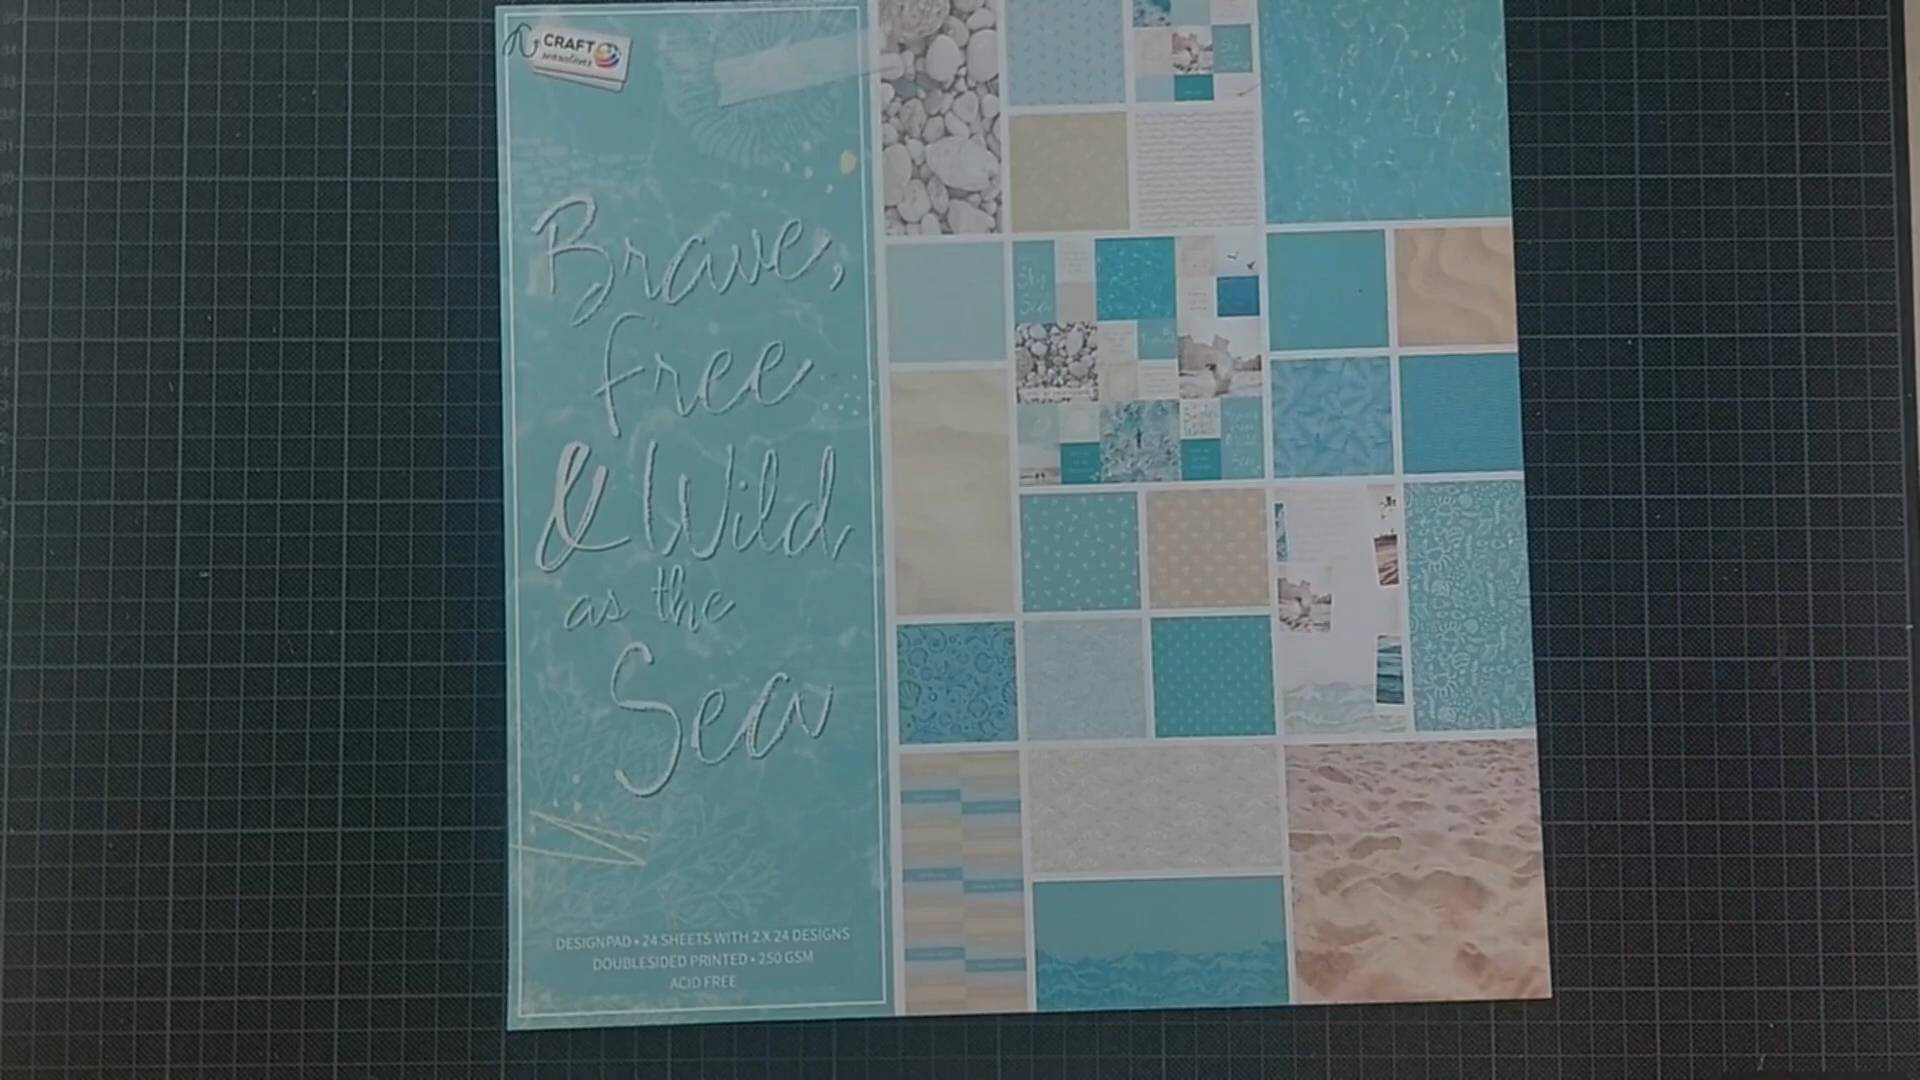 CRAFT
sensations
Brave,
free
& Wild
as the
Sea
DESIGNPAD • 24 SHEETS WITH 2 X 24 DESIGNS
DOUBLESIDED PRINTED • 250 GSM
ACID FREE